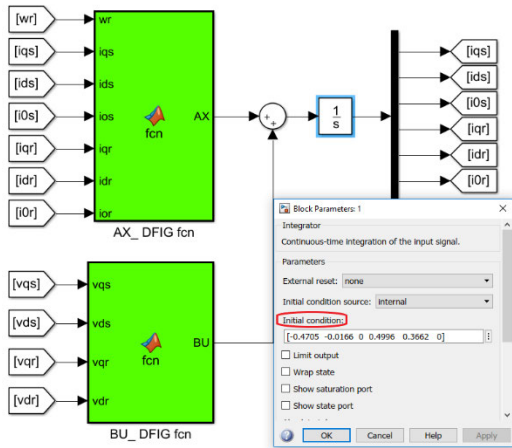 [wr]
[iqs]
[ids]
[i0s]
[iqr]
[idr]
[i0r]
wr
iqs
ids
ios
iqr
idr
ior
fcn
AX
AX_ DFIG fcn
+
+
1
s
[iqs]
[ids]
[i0s]
[iqr]
[idr]
[i0r]
[vqs]
[vds]
[vqr]
[vdr]
vqs
vds
vqr
vdr
fcn
BU
BU_ DFIG fcn
Block Parameters: 1
Integrator
Continuous-time integration of the input signal.
Parameters
External reset: none
Initial condition source: internal
Initial condition:
[-0.4705 -0.0166 0 0.4996 0.3662 0]
Limit output
Wrap state
Show saturation port
Show state port
OK Cancel Help Apply